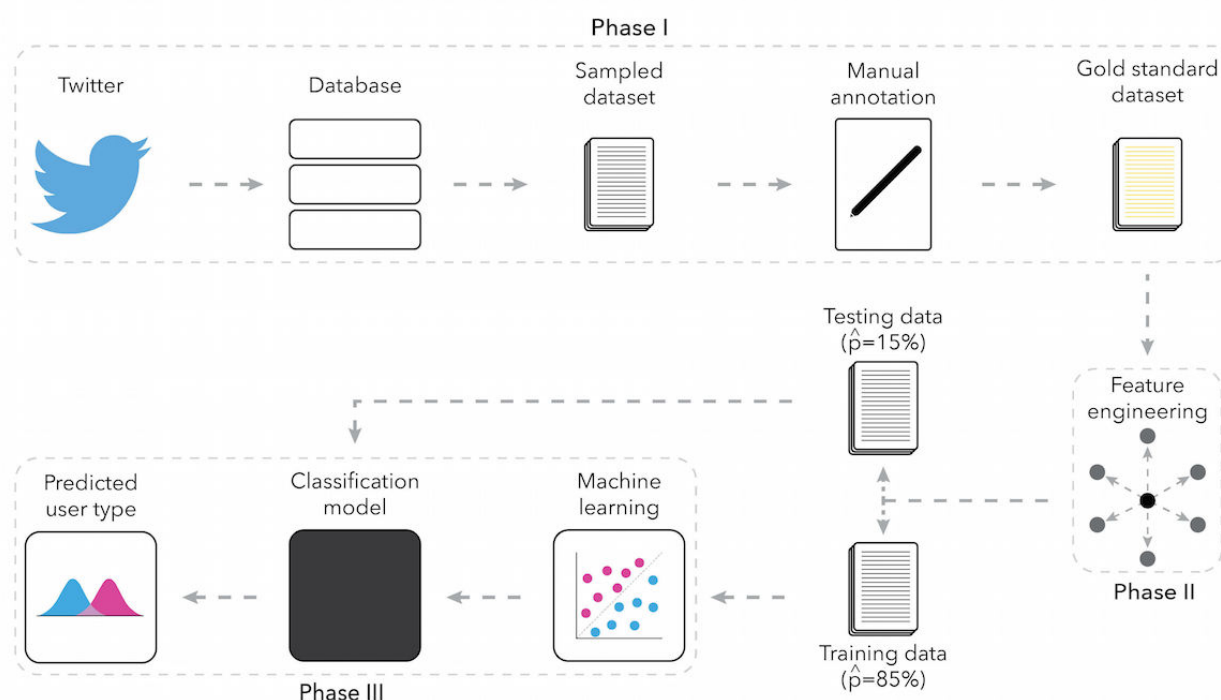 Phase I
Twitter
Database
Sampled
dataset
Manual
annotation
Gold standard
dataset
Testing data
(p̂=15%)
Feature
engineering
Phase II
Training data
(p̂=85%)
Machine
learning
Classification
model
Predicted
user type
Phase III